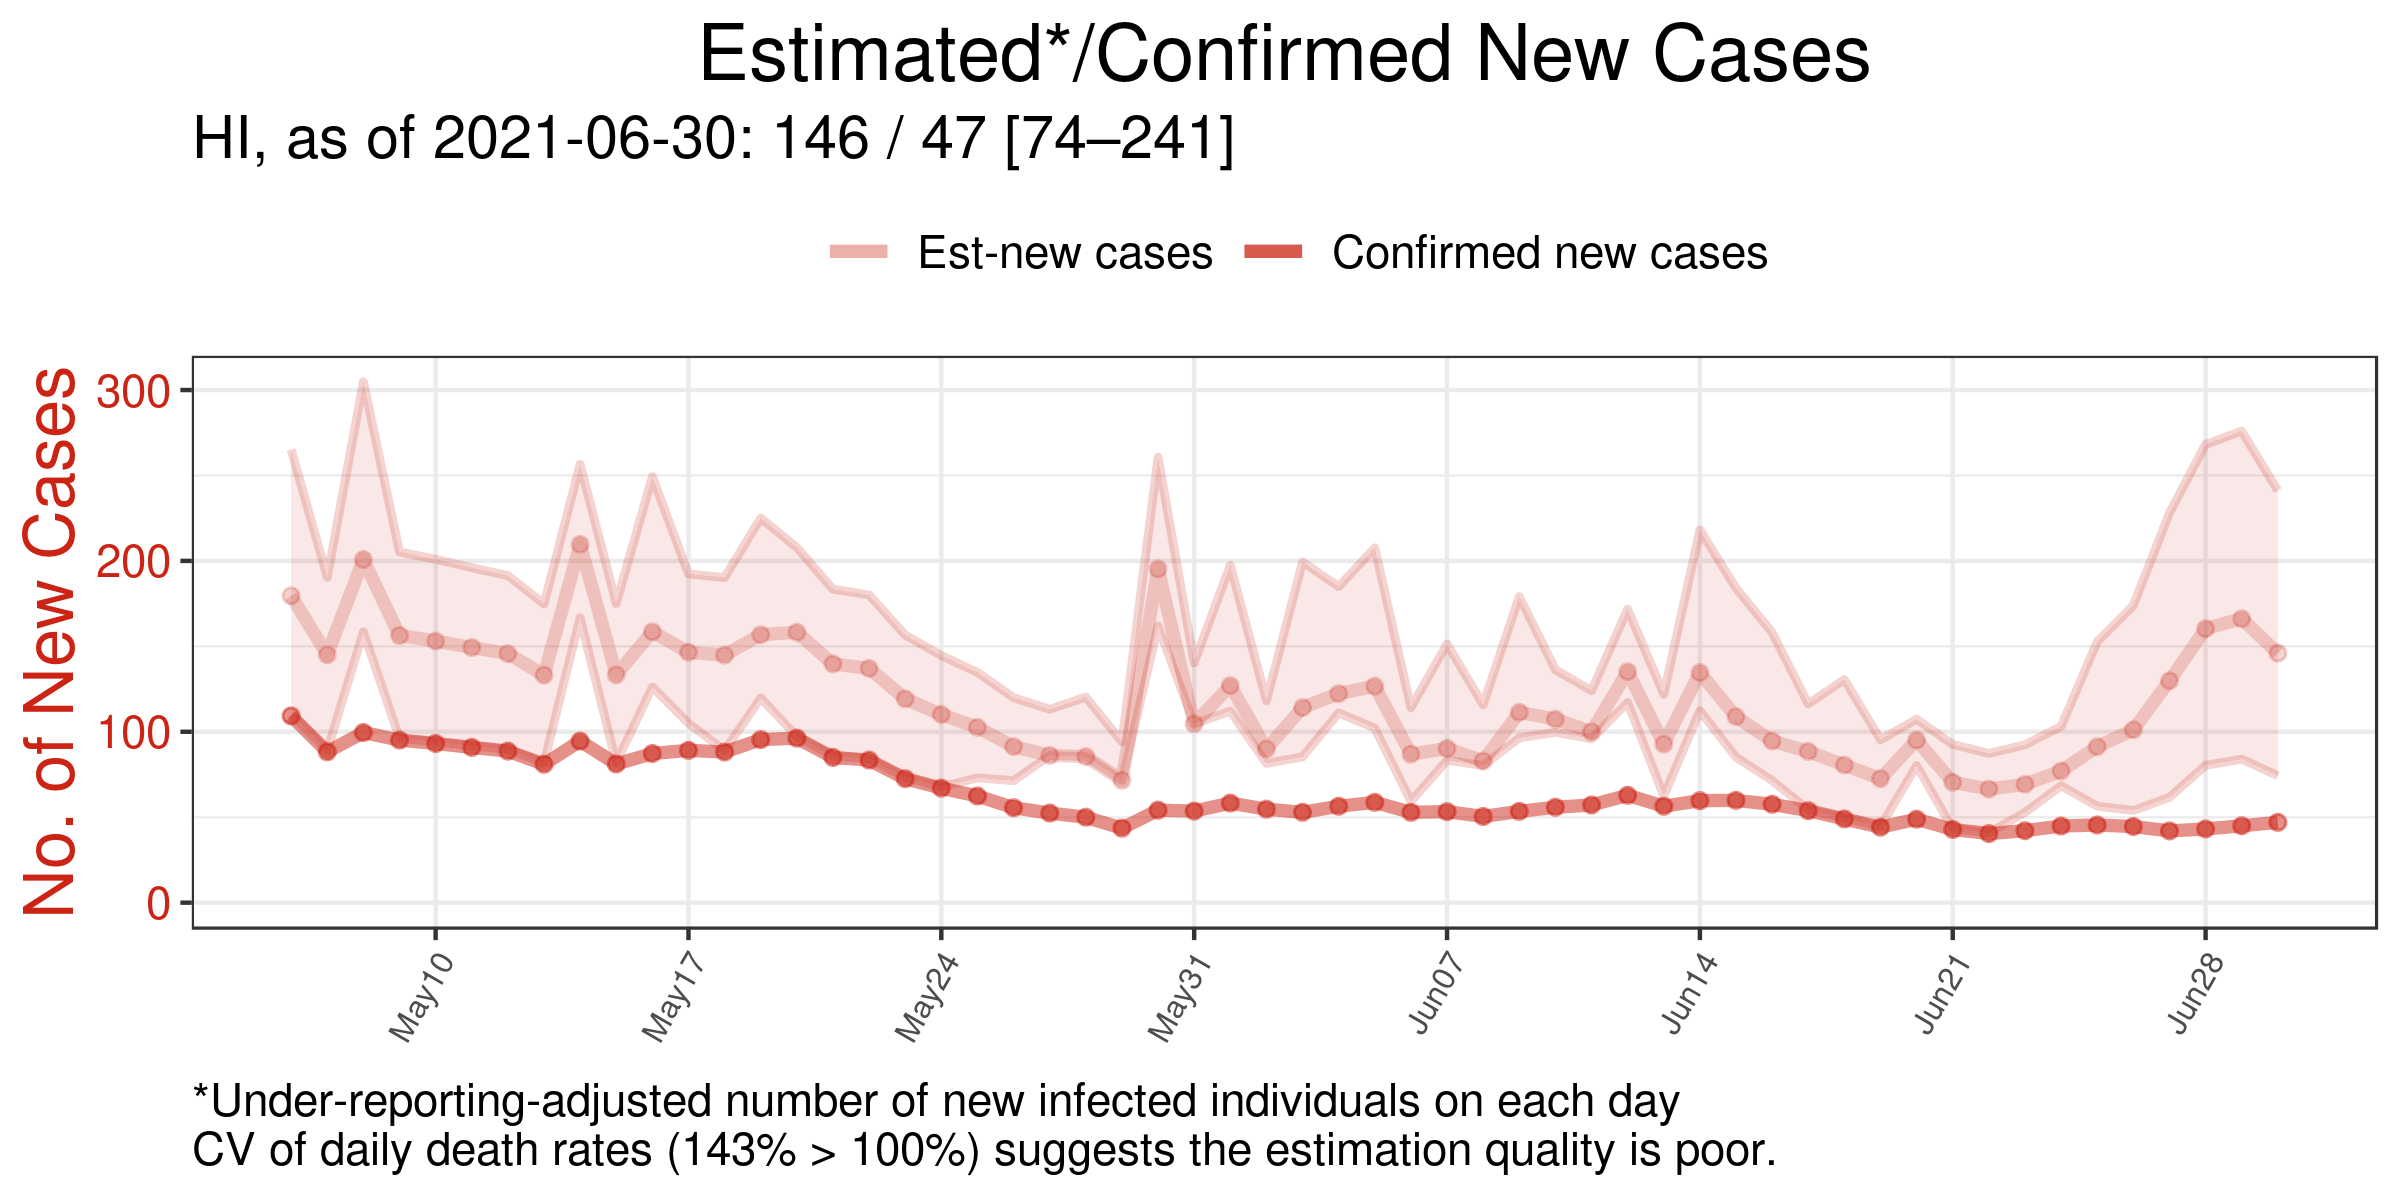 Estimated*/Confirmed New Cases
HI, as of 2021-06-30: 146 / 47 [74–241]
Est-new cases
Confirmed new cases
No. of New Cases
300
200
100
0
May10
May17
May24
May31
Jun07
Jun14
Jun21
Jun28
*Under-reporting-adjusted number of new infected individuals on each day
CV of daily death rates (143% > 100%) suggests the estimation quality is poor.